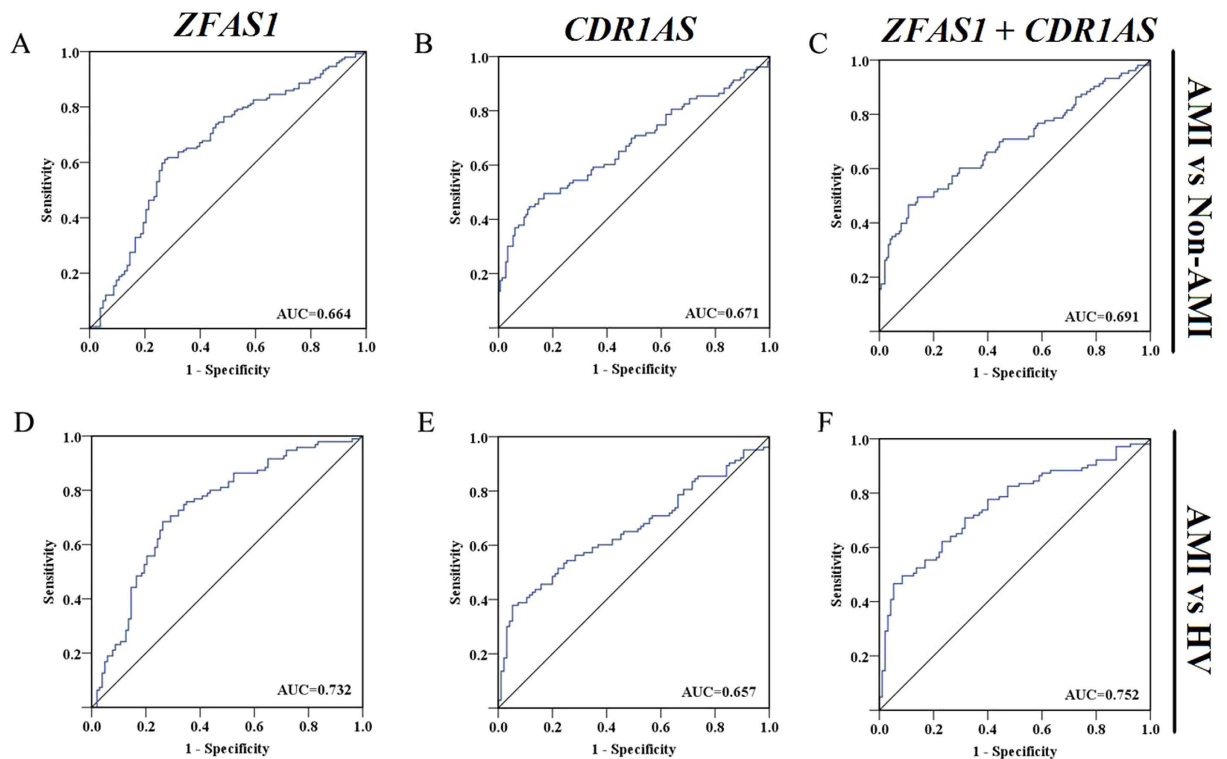 ZFAS1
CDR1AS
ZFAS1 + CDR1AS
A
1.0
0.8
0.6
0.4
0.2
Sensitivity
AUC=0.664
0.0 0.2 0.4 0.6 0.8 1.0
1 - Specificity
B
1.0
0.8
0.6
0.4
0.2
Sensitivity
AUC=0.671
0.0 0.2 0.4 0.6 0.8 1.0
1 - Specificity
C
1.0
0.8
0.6
0.4
0.2
Sensitivity
AUC=0.691
0.0 0.2 0.4 0.6 0.8 1.0
1 - Specificity
AMI vs Non-AMI
D
1.0
0.8
0.6
0.4
0.2
Sensitivity
AUC=0.732
0.0 0.2 0.4 0.6 0.8 1.0
1 - Specificity
E
1.0
0.8
0.6
0.4
0.2
Sensitivity
AUC=0.657
0.0 0.2 0.4 0.6 0.8 1.0
1 - Specificity
F
1.0
0.8
0.6
0.4
0.2
Sensitivity
AUC=0.752
0.0 0.2 0.4 0.6 0.8 1.0
1 - Specificity
AMI vs HV